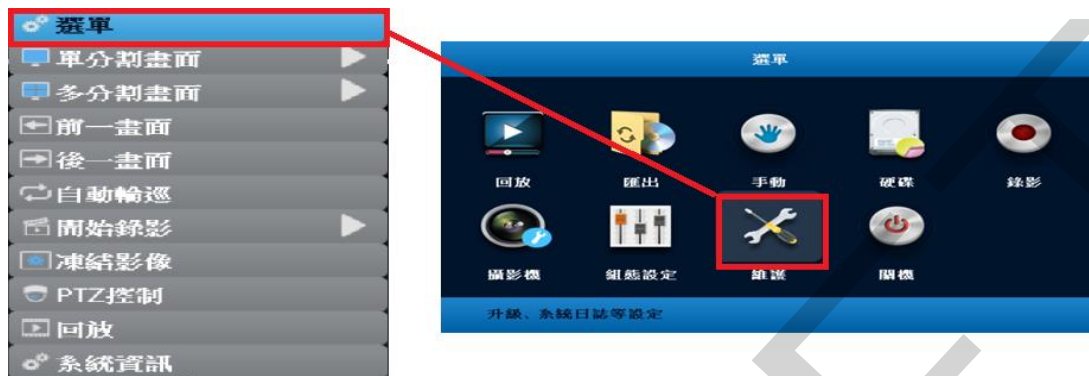 選單
單分割畫面
多分割畫面
前一畫面
後一畫面
自動輪巡
開始錄影
凍結影像
PTZ控制
回放
系統資訊
選單
回放 匯出 手動 硬碟 錄影
攝影機 組態設定 維護 關機
升級、系統日誌等設定